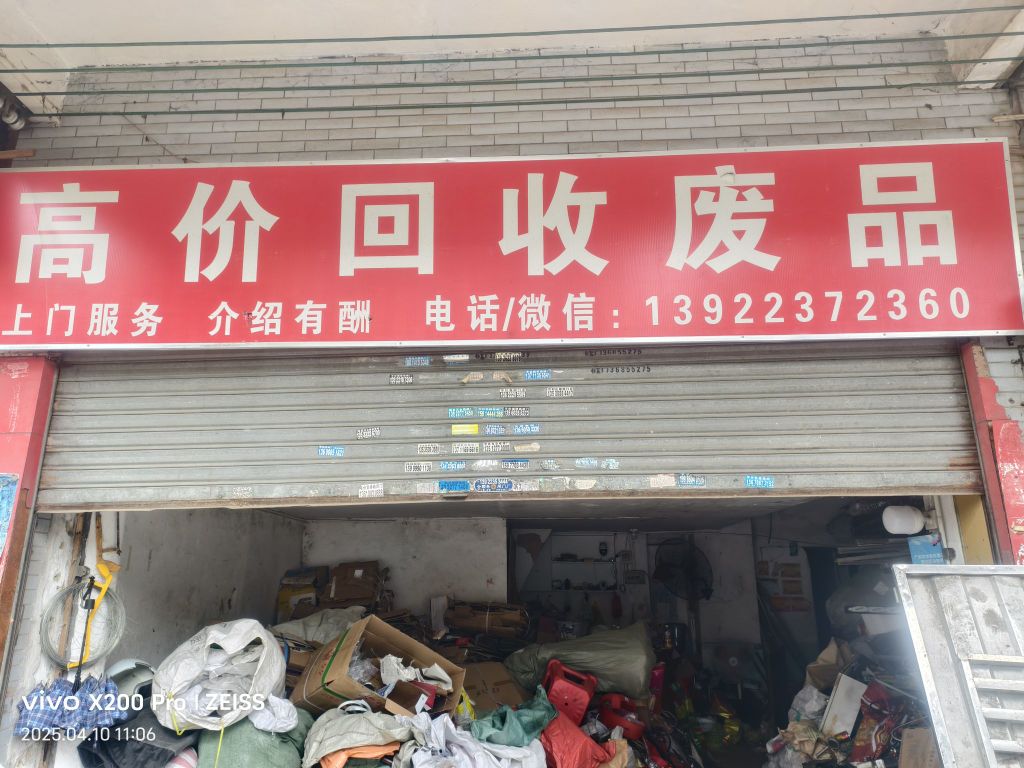 高价回收废品
上门服务 介绍有酬 电话/微信：13922372360
vivo X200 Pro | ZEISS
2025.04.10 11:06